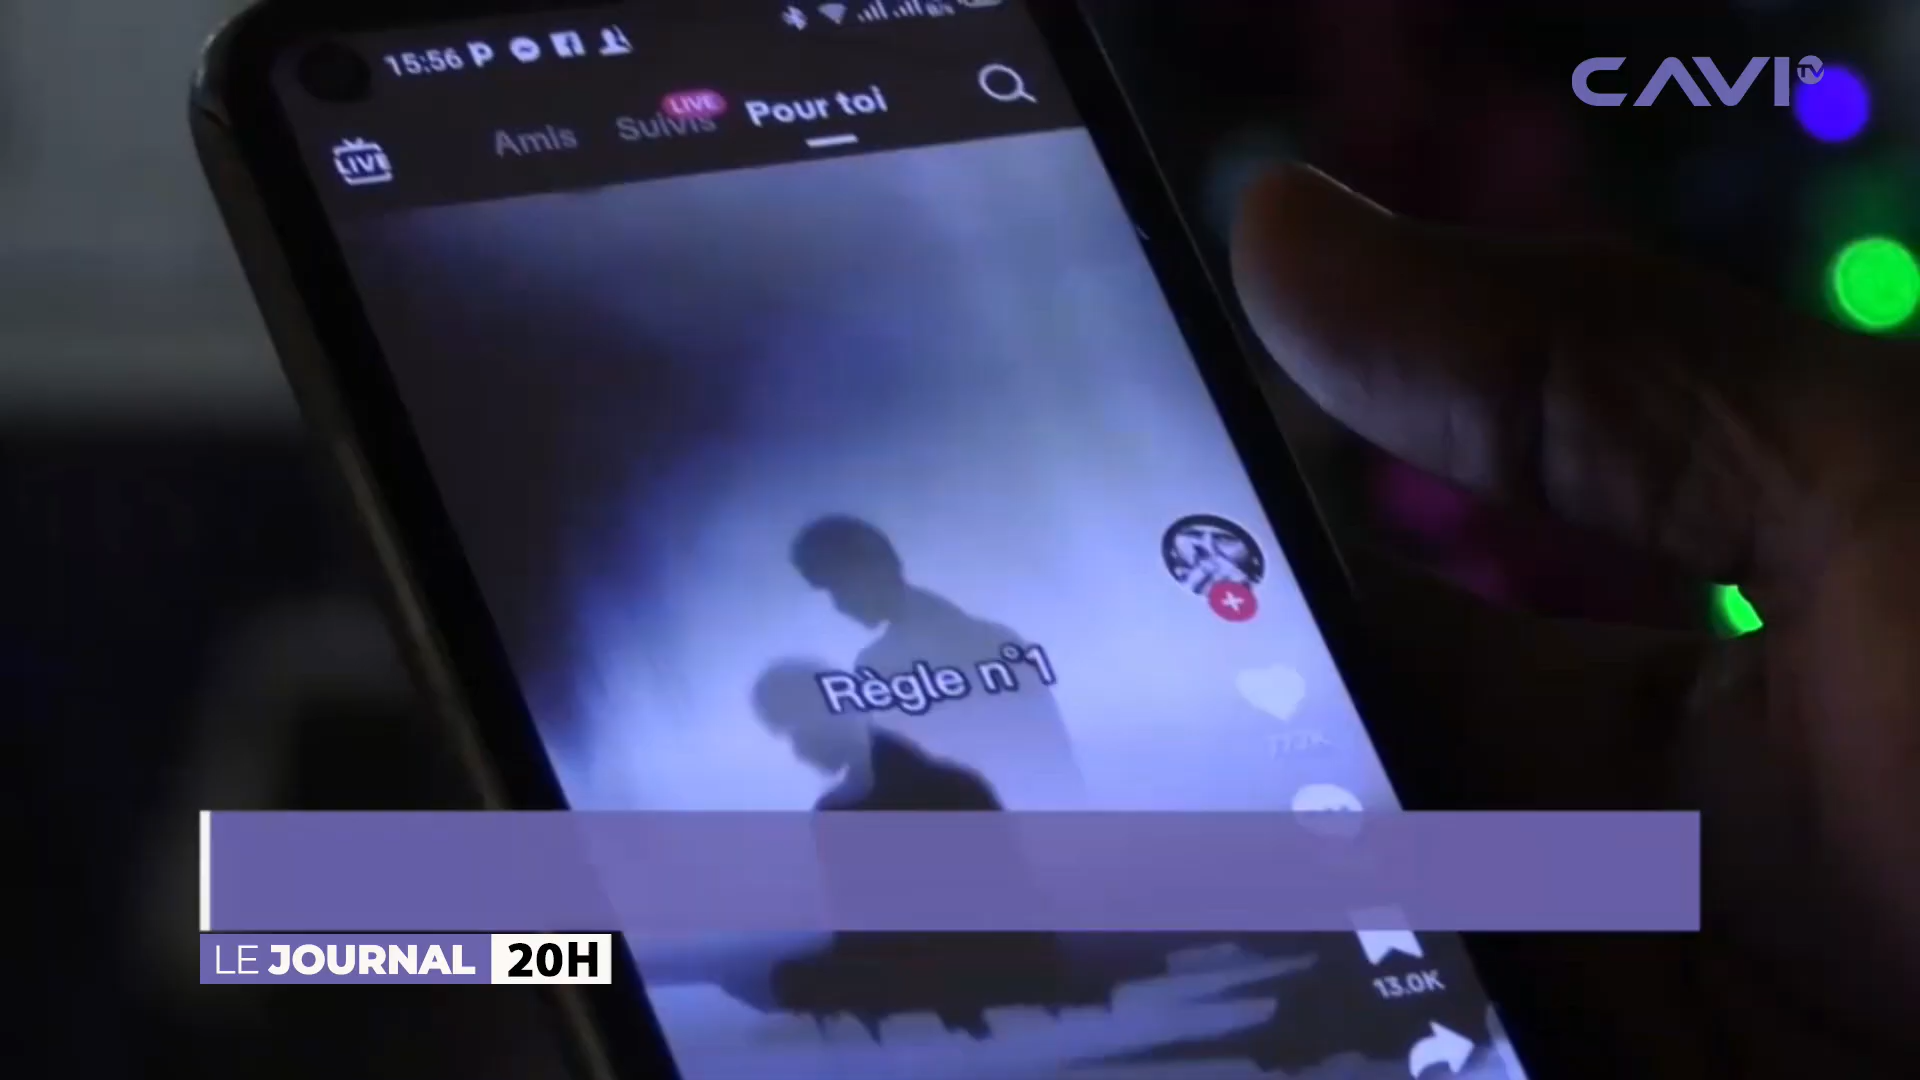 15:56
CAVI TV
LIVE
Amis Suivis Pour toi
LIVE
Règle n°1
13.0K
LE JOURNAL 20H